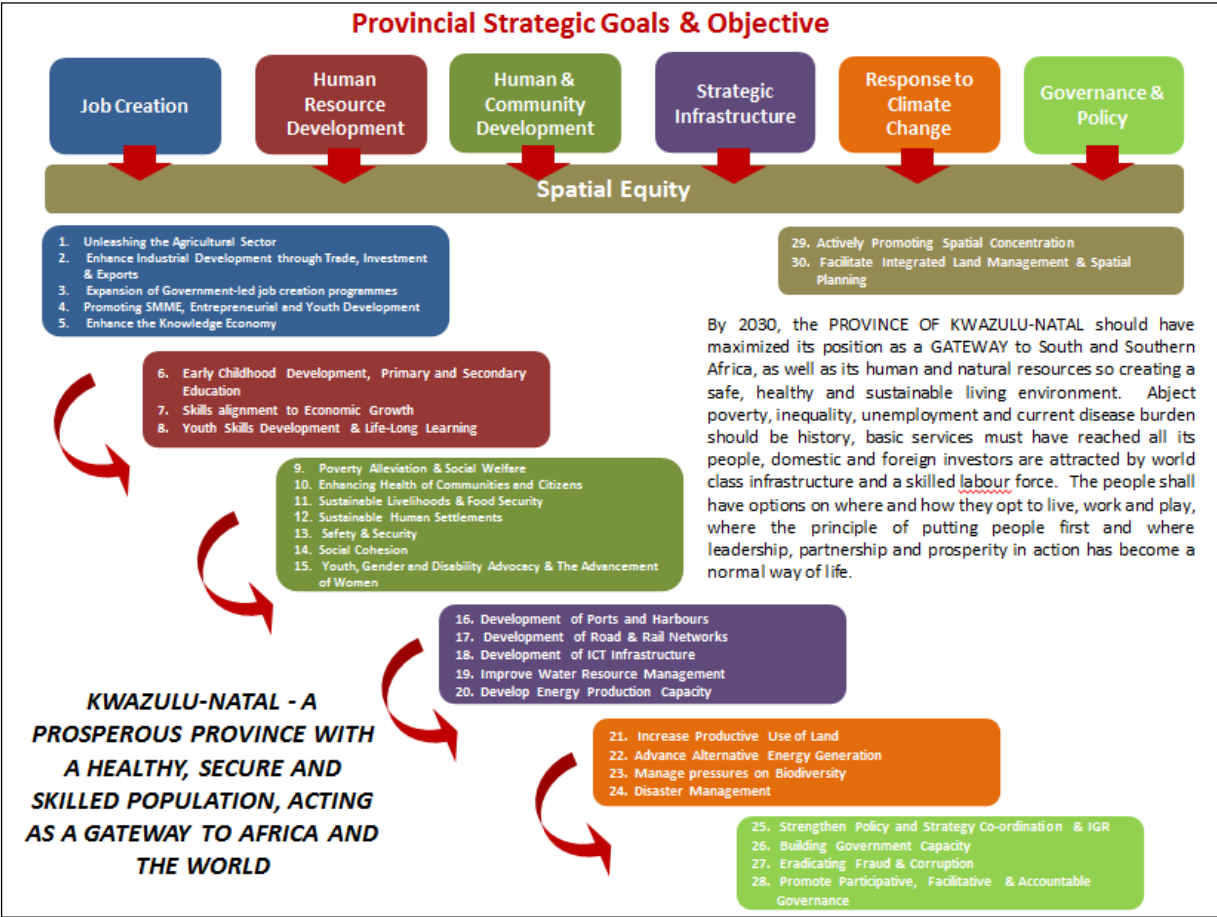 Provincial Strategic Goals & Objective
Job Creation
Human
Resource
Development
Human &
Community
Development
Strategic
Infrastructure
Response to
Climate
Change
Governance &
Policy
Spatial Equity
1. Unleashing the Agricultural Sector
2. Enhance Industrial Development through Trade, Investment
& Exports
3. Expansion of Government-led job creation programmes
4. Promoting SMME, Entrepreneurial and Youth Development
5. Enhance the Knowledge Economy
29. Actively Promoting Spatial Concentration
30. Facilitate Integrated Land Management & Spatial
Planning
6. Early Childhood Development, Primary and Secondary
Education
7. Skills alignment to Economic Growth
8. Youth Skills Development & Life-Long Learning
By 2030, the PROVINCE OF KWAZULU-NATAL should have
maximized its position as a GATEWAY to South and Southern
Africa, as well as its human and natural resources so creating a
safe, healthy and sustainable living environment. Abject
poverty, inequality, unemployment and current disease burden
should be history, basic services must have reached all its
people, domestic and foreign investors are attracted by world
class infrastructure and a skilled labour force. The people shall
have options on where and how they opt to live, work and play,
where the principle of putting people first and where
leadership, partnership and prosperity in action has become a
normal way of life.
9. Poverty Alleviation & Social Welfare
10. Enhancing Health of Communities and Citizens
11. Sustainable Livelihoods & Food Security
12. Sustainable Human Settlements
13. Safety & Security
14. Social Cohesion
15. Youth, Gender and Disability Advocacy & The Advancement
of Women
16. Development of Ports and Harbours
17. Development of Road & Rail Networks
18. Development of ICT Infrastructure
19. Improve Water Resource Management
20. Develop Energy Production Capacity
KWAZULU-NATAL - A
PROSPEROUS PROVINCE WITH
A HEALTHY, SECURE AND
SKILLED POPULATION, ACTING
AS A GATEWAY TO AFRICA AND
THE WORLD
21. Increase Productive Use of Land
22. Advance Alternative Energy Generation
23. Manage pressures on Biodiversity
24. Disaster Management
25. Strengthen Policy and Strategy Co-ordination & IGR
26. Building Government Capacity
27. Eradicating Fraud & Corruption
28. Promote Participative, Facilitative & Accountable
Governance